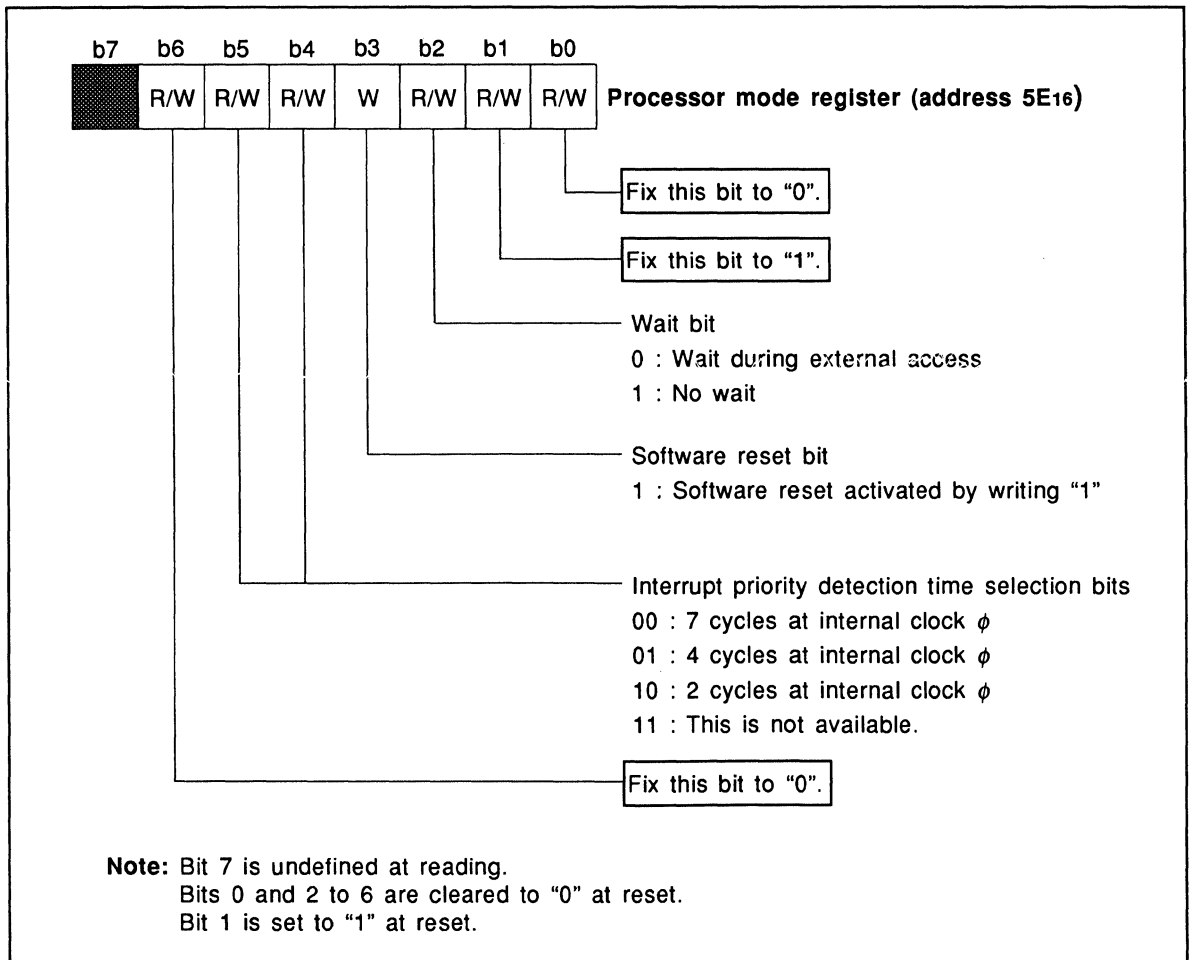 b7 b6 b5 b4 b3 b2 b1 b0
R/W R/W R/W W R/W R/W R/W Processor mode register (address 5E16)
Fix this bit to “0”.
Fix this bit to “1”.
Wait bit
0 : Wait during external access
1 : No wait
Software reset bit
1 : Software reset activated by writing “1”
Interrupt priority detection time selection bits
00 : 7 cycles at internal clock ϕ
01 : 4 cycles at internal clock ϕ
10 : 2 cycles at internal clock ϕ
11 : This is not available.
Fix this bit to “0”.
Note: Bit 7 is undefined at reading.
Bits 0 and 2 to 6 are cleared to “0” at reset.
Bit 1 is set to “1” at reset.